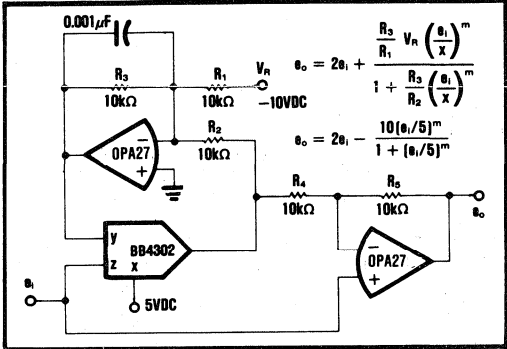 0.001µF
R₃
10kΩ
R₁
10kΩ
Vᵣ
−10VDC
R₂
10kΩ
−
OPA27
+
eₒ = 2eᵢ + (R₃/R₁ Vᵣ (eᵢ/x)ᵐ) / (1 + R₃/R₂ (eᵢ/x)ᵐ)
eₒ = 2eᵢ − 10(eᵢ/5)ᵐ / (1 + (eᵢ/5)ᵐ)
R₄
10kΩ
R₅
10kΩ
eₒ
y
BB4302
z x
−
OPA27
+
eᵢ
5VDC